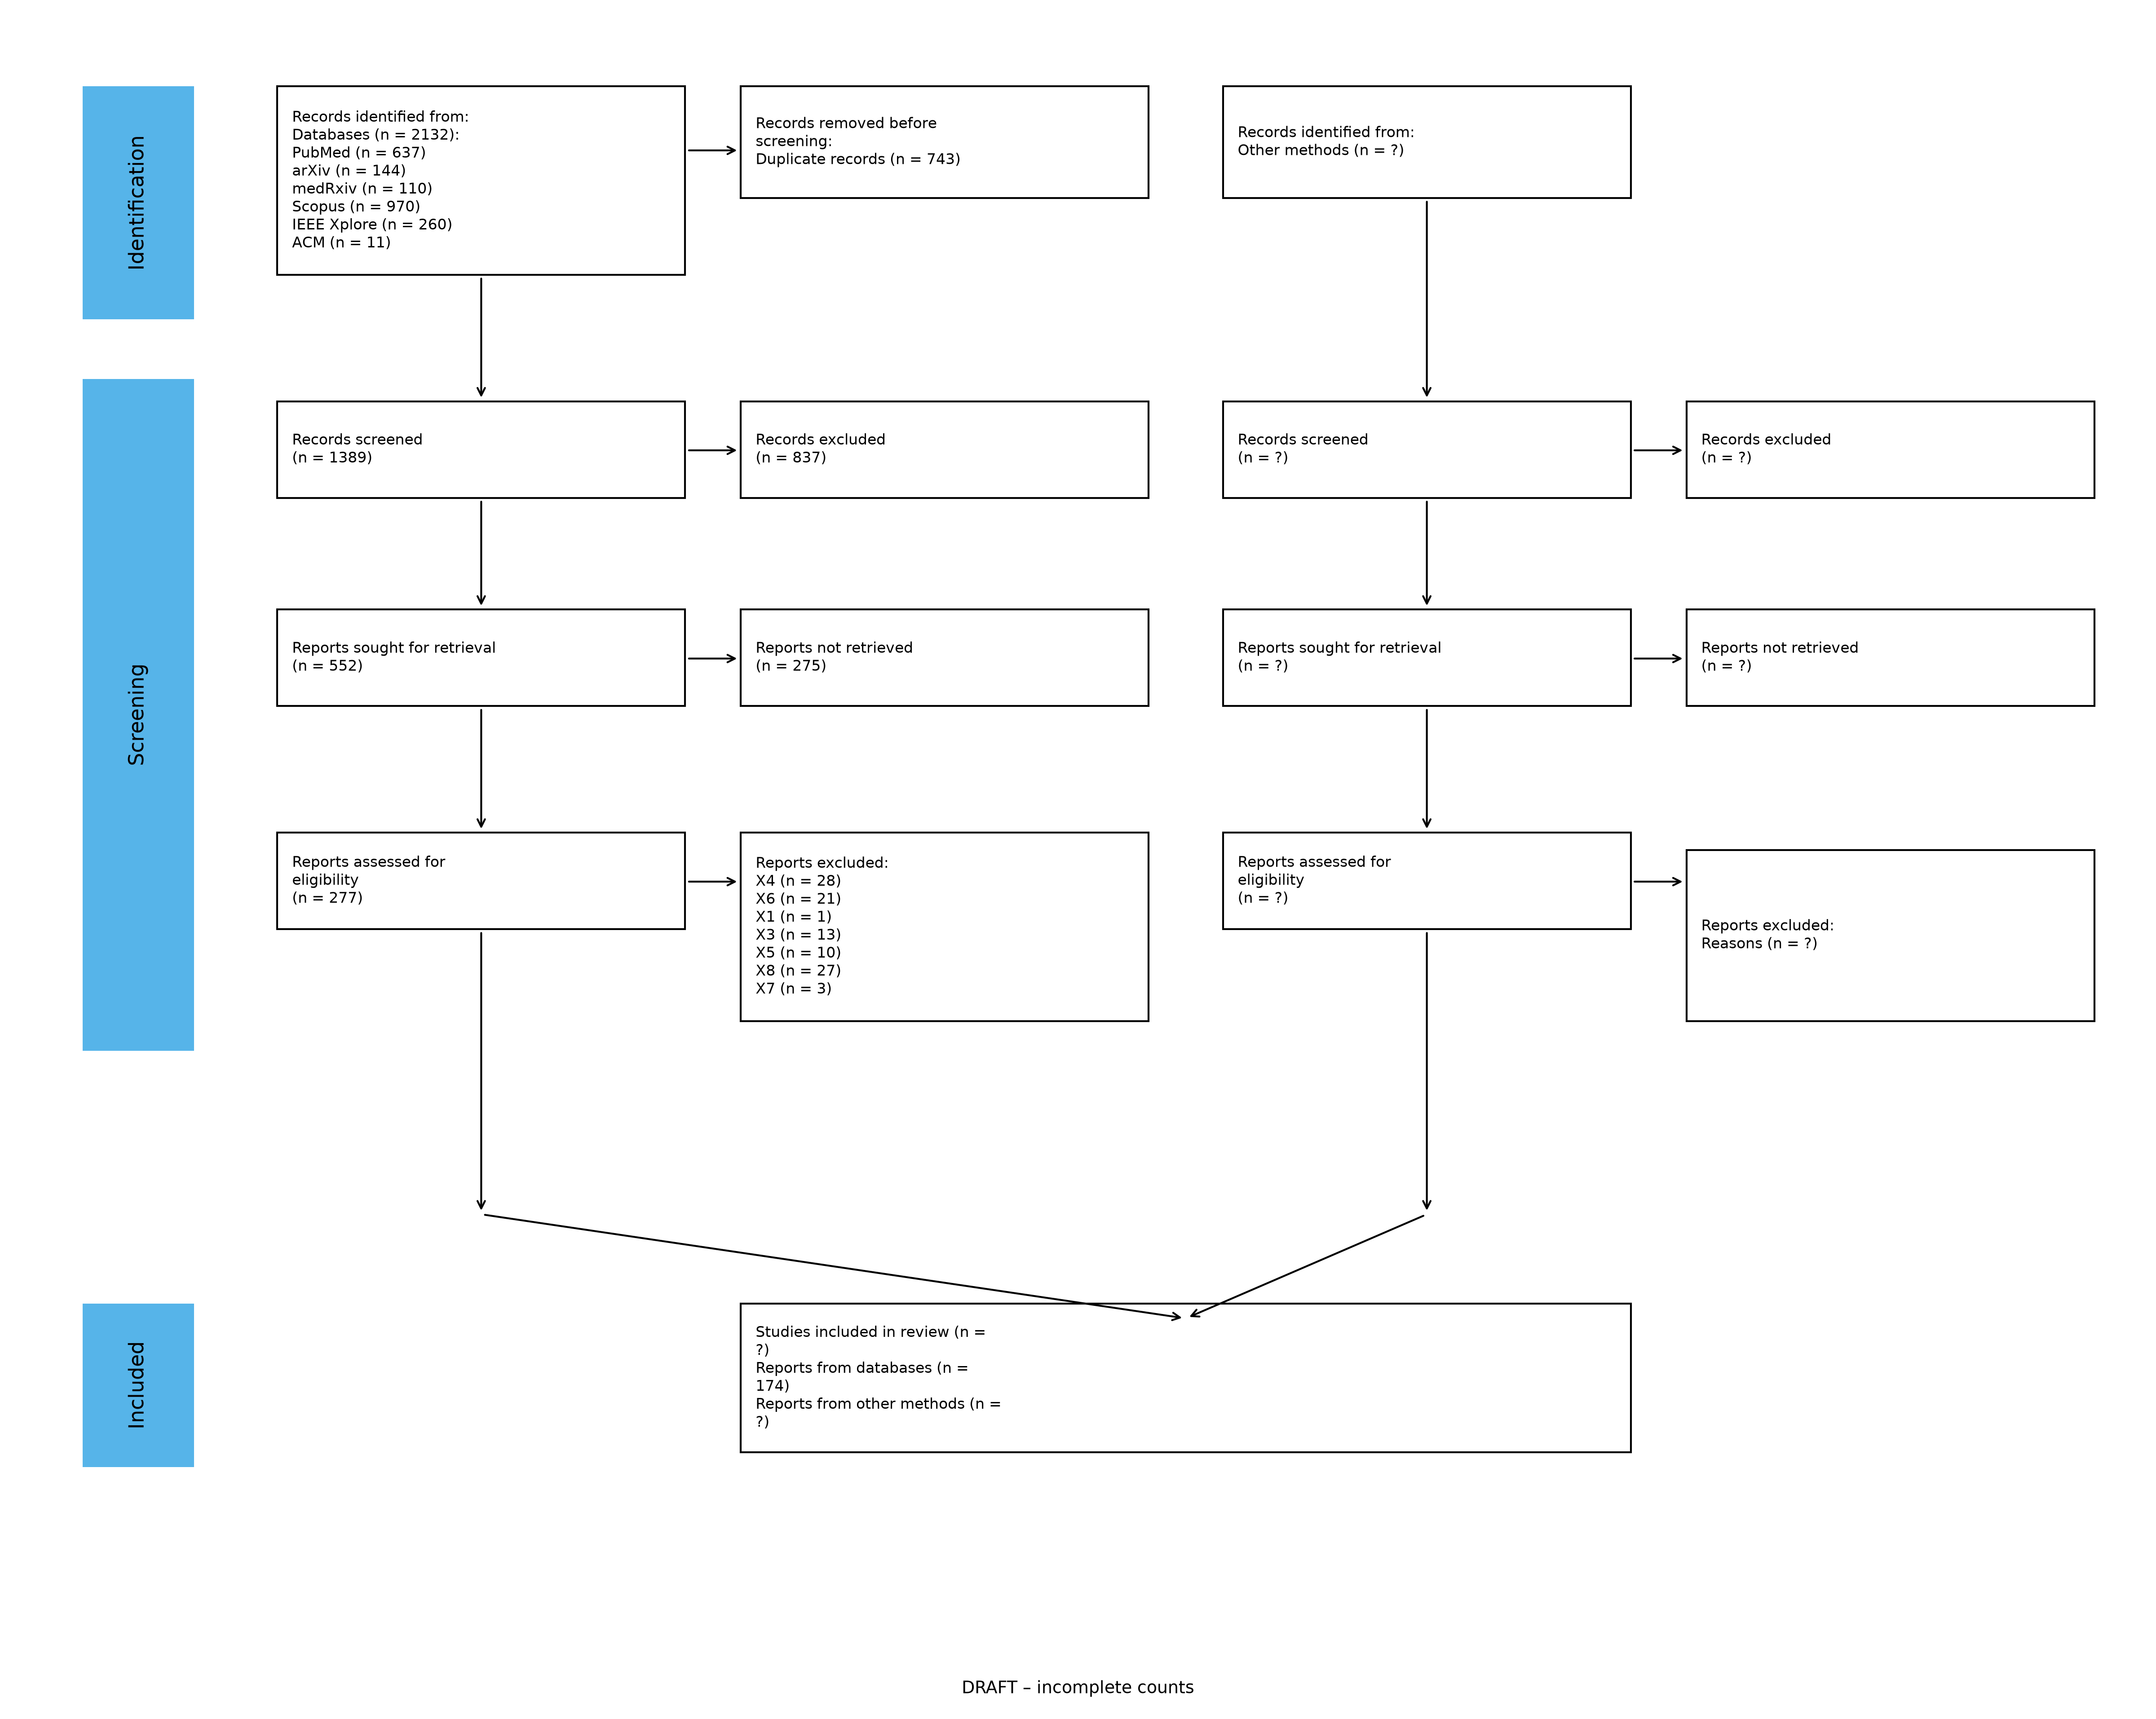 Identification
Records identified from:
Databases (n = 2132):
PubMed (n = 637)
arXiv (n = 144)
medRxiv (n = 110)
Scopus (n = 970)
IEEE Xplore (n = 260)
ACM (n = 11)
Records removed before
screening:
Duplicate records (n = 743)
Records identified from:
Other methods (n = ?)
Screening
Records screened
(n = 1389)
Records excluded
(n = 837)
Records screened
(n = ?)
Records excluded
(n = ?)
Reports sought for retrieval
(n = 552)
Reports not retrieved
(n = 275)
Reports sought for retrieval
(n = ?)
Reports not retrieved
(n = ?)
Reports assessed for
eligibility
(n = 277)
Reports excluded:
X4 (n = 28)
X6 (n = 21)
X1 (n = 1)
X3 (n = 13)
X5 (n = 10)
X8 (n = 27)
X7 (n = 3)
Reports assessed for
eligibility
(n = ?)
Reports excluded:
Reasons (n = ?)
Included
Studies included in review (n =
?)
Reports from databases (n =
174)
Reports from other methods (n =
?)
DRAFT – incomplete counts